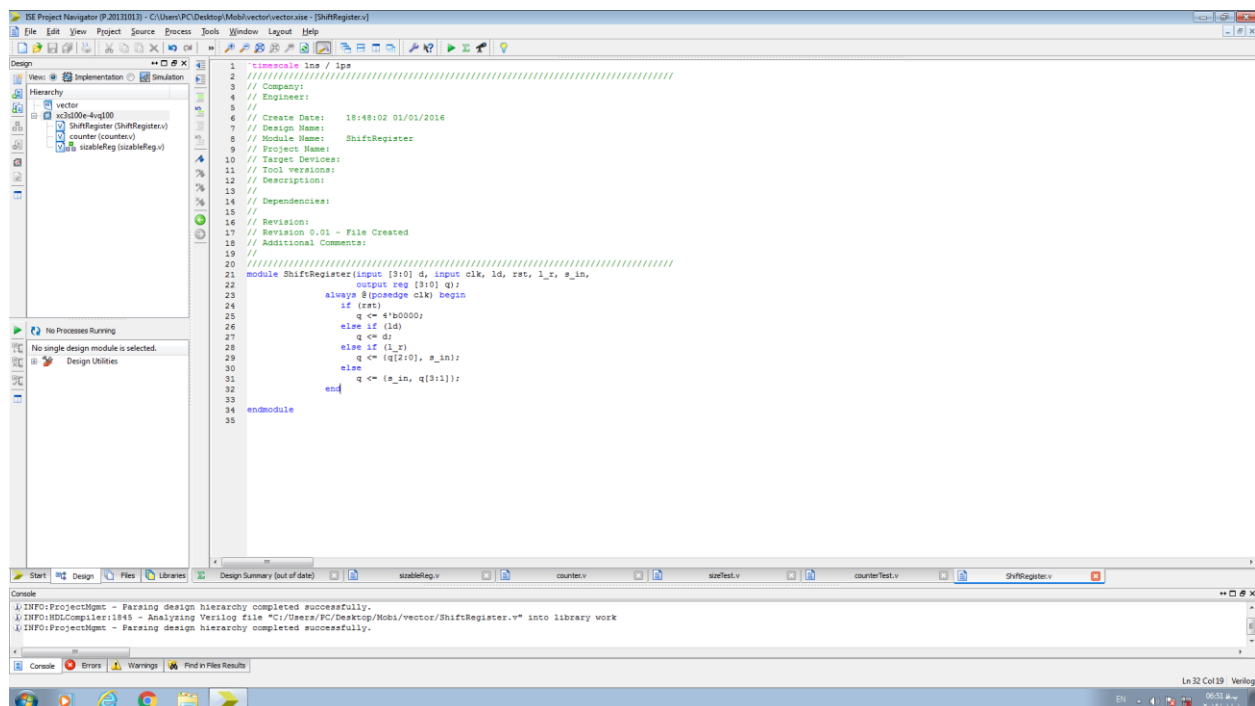 ISE Project Navigator (P.20131013) - C:\Users\PC\Desktop\Mobi\vector\vector.xise - [ShiftRegister.v]
File Edit View Project Source Process Tools Window Layout Help
Design
View: Implementation Simulation
Hierarchy
vector
xc3s100e-4vq100
ShiftRegister (ShiftRegister.v)
counter (counter.v)
sizableReg (sizableReg.v)
No Processes Running
No single design module is selected.
Design Utilities
1 `timescale 1ns / 1ps
2 //////////////////////////////////////////////////////////////////////////////////
3 // Company:
4 // Engineer:
5 //
6 // Create Date: 18:48:02 01/01/2016
7 // Design Name:
8 // Module Name: ShiftRegister
9 // Project Name:
10 // Target Devices:
11 // Tool versions:
12 // Description:
13 //
14 // Dependencies:
15 //
16 // Revision:
17 // Revision 0.01 - File Created
18 // Additional Comments:
19 //
20 //////////////////////////////////////////////////////////////////////////////////
21 module ShiftRegister(input [3:0] d, input clk, ld, rst, l_r, s_in,
22 output reg [3:0] q);
23 always @(posedge clk) begin
24 if (rst)
25 q <= 4'b0000;
26 else if (ld)
27 q <= d;
28 else if (l_r)
29 q <= {q[2:0], s_in};
30 else
31 q <= {s_in, q[3:1]};
32 end
33
34 endmodule
35
Start Design Files Libraries
Design Summary (out of date) sizableReg.v counter.v sizeTest.v counterTest.v ShiftRegister.v
Console
INFO:ProjectMgmt - Parsing design hierarchy completed successfully.
INFO:HDLCompiler:1845 - Analyzing Verilog file "C:/Users/PC/Desktop/Mobi/vector/ShiftRegister.v" into library work
INFO:ProjectMgmt - Parsing design hierarchy completed successfully.
Console Errors Warnings Find in Files Results
Ln 32 Col 19 Verilog
EN 06:51